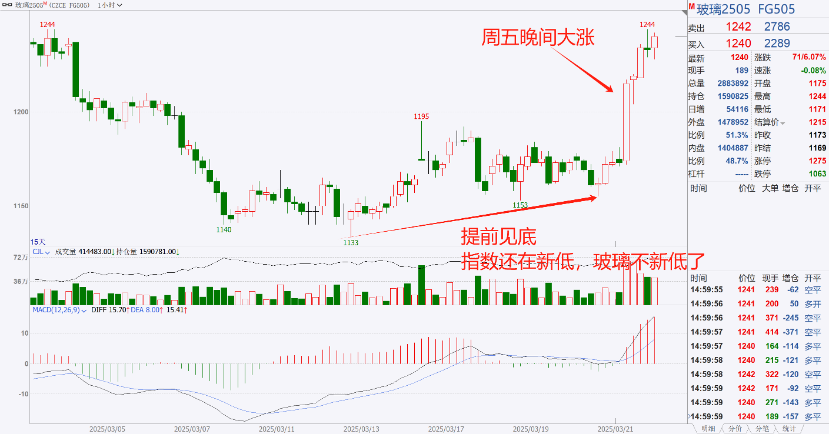 玻璃2505M (CZCE FG505) 1小时
M 玻璃2505 FG505
1244
1244
周五晚间大涨
1200
1195
1150
1140
1133
1153
提前见底
指数还在新低，玻璃不新低了
15天
CJL 成交量 414483.00↓ 持仓量 1590781.00↓
72万
36万
MACD(12,26,9) DIFF 15.70↑ DEA 8.00↑ 15.41↑
10
0
-10
2025/03/05 2025/03/07 2025/03/11 2025/03/13 2025/03/17 2025/03/19 2025/03/21
卖出 1242 2786
买入 1240 2289
最新 1240 涨跌 71/6.07%
现手 189 速涨 -0.08%
总量 2883892 开盘 1175
持仓 1590825 最高 1244
日增 54116 最低 1171
外盘 1478952 结算价 1215
比例 51.3% 昨收 1173
内盘 1404887 昨结 1169
比例 48.7% 涨停 1275
杠杆 ----- 跌停 1063
时间 价位 大单 增仓 开平
时间 价位 现手 增仓 开平
14:59:55 1241 239 -62 空平
14:59:56 1241 200 50 多开
14:59:56 1241 371 -245 空平
14:59:57 1241 414 -371 空平
14:59:57 1240 164 -114 多平
14:59:58 1240 215 -121 多平
14:59:58 1240 322 -120 空平
14:59:58 1242 171 -92 空平
14:59:59 1240 271 -143 多平
14:59:59 1240 189 -157 多平
明细 分价 分笔 统计